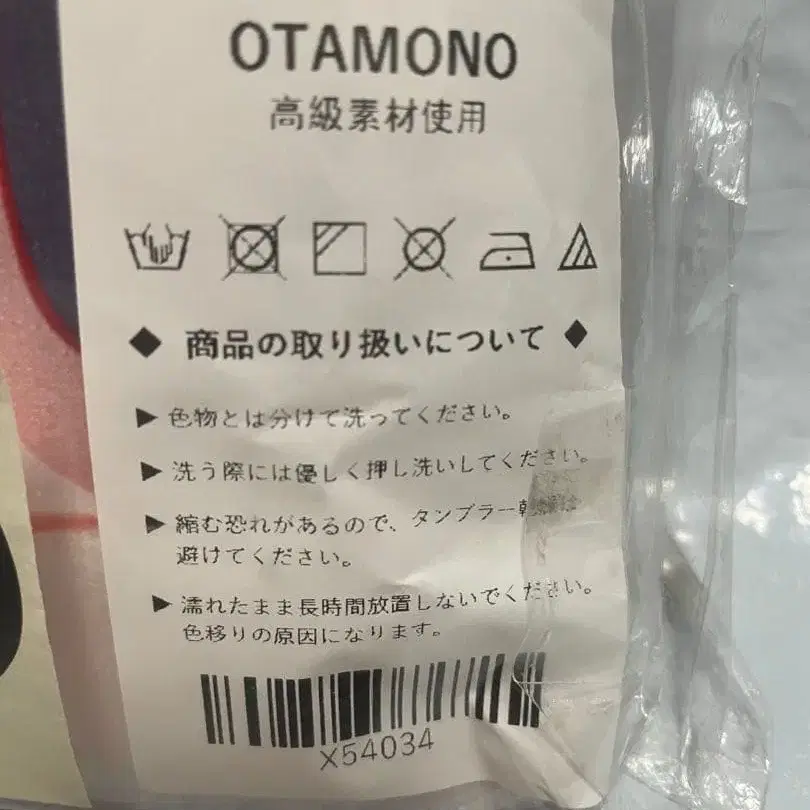 OTAMONO
高級素材使用
◆ 商品の取り扱いについて ◆
▶ 色物とは分けて洗ってください。
▶ 洗う際には優しく押し洗いしてください。
▶ 縮む恐れがあるので、タンブラー乾燥は
避けてください。
▶ 濡れたまま長時間放置しないでください。
色移りの原因になります。
X54034